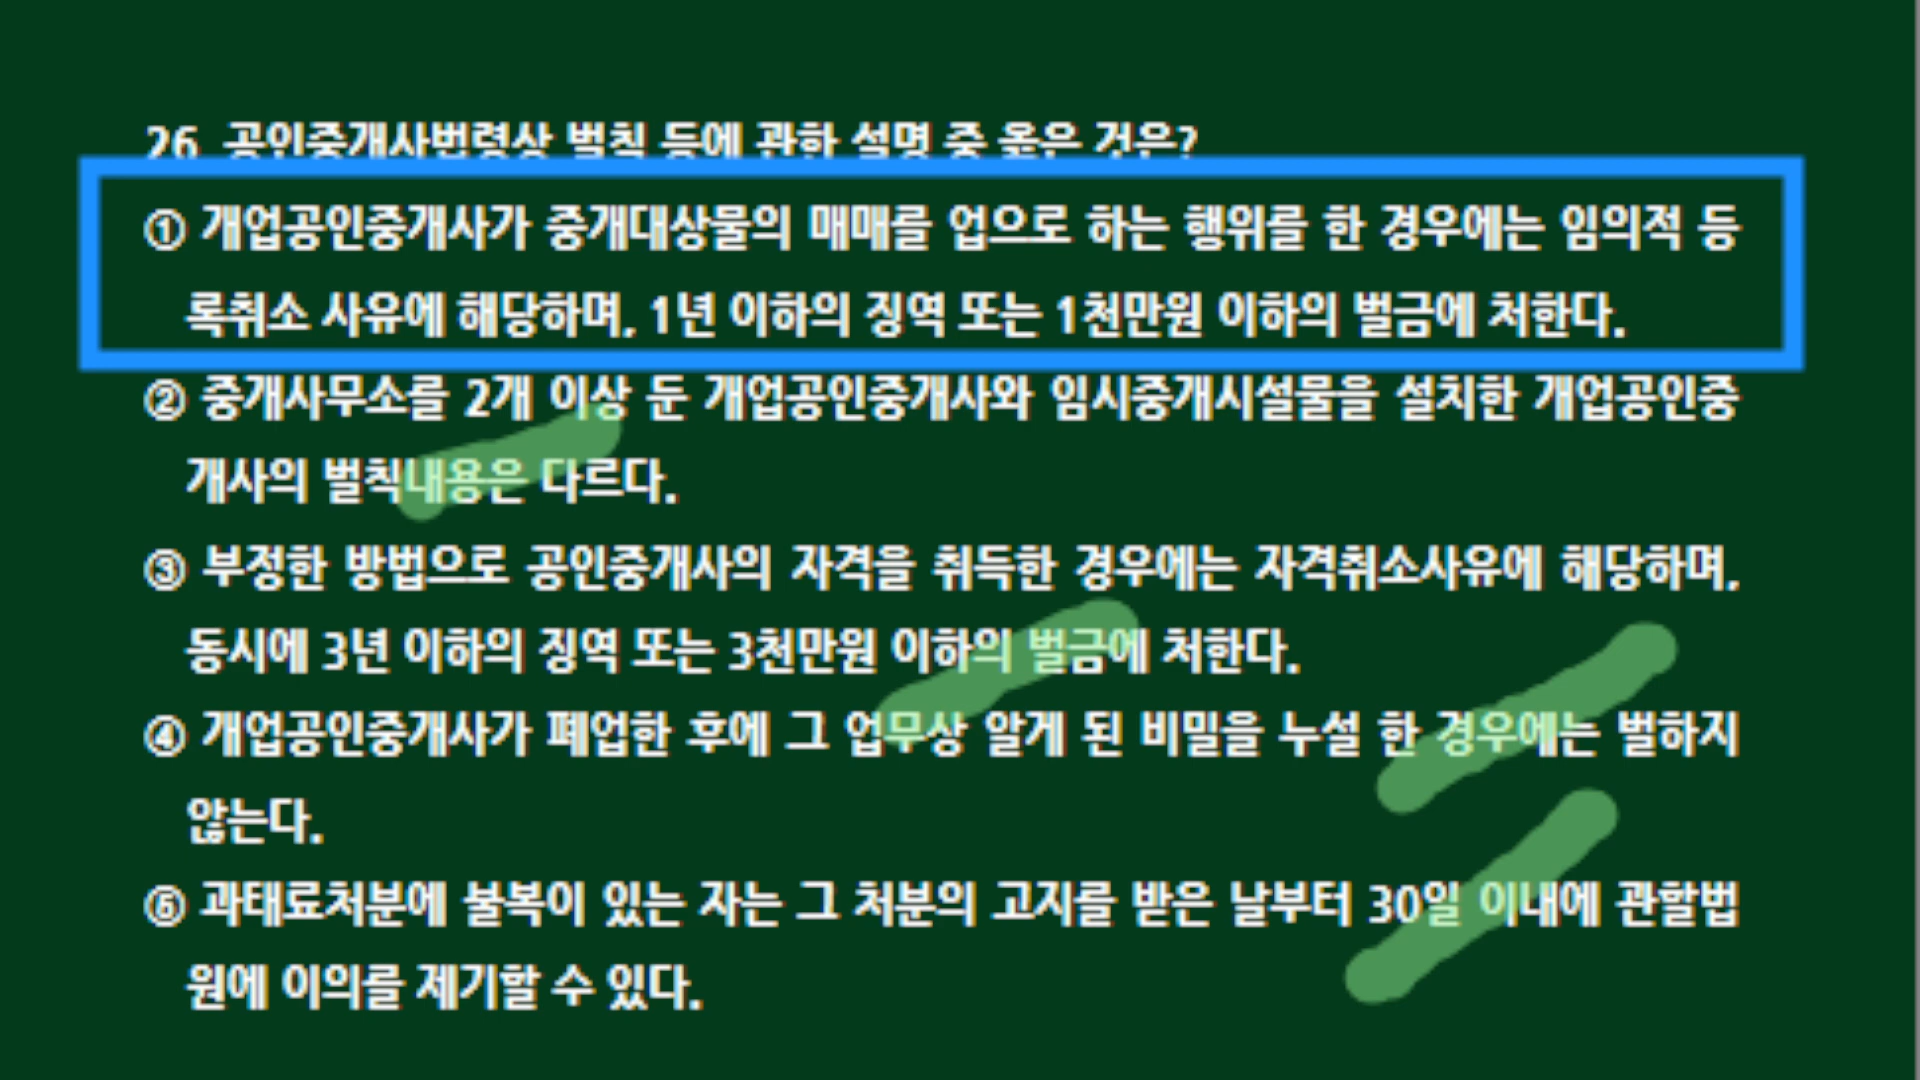 26 공인중개사법령상 벌칙 등에 관한 설명 중 옳은 것은?
① 개업공인중개사가 중개대상물의 매매를 업으로 하는 행위를 한 경우에는 임의적 등
록취소 사유에 해당하며, 1년 이하의 징역 또는 1천만원 이하의 벌금에 처한다.
② 중개사무소를 2개 이상 둔 개업공인중개사와 임시중개시설물을 설치한 개업공인중
개사의 벌칙내용은 다르다.
③ 부정한 방법으로 공인중개사의 자격을 취득한 경우에는 자격취소사유에 해당하며,
동시에 3년 이하의 징역 또는 3천만원 이하의 벌금에 처한다.
④ 개업공인중개사가 폐업한 후에 그 업무상 알게 된 비밀을 누설 한 경우에는 벌하지
않는다.
⑤ 과태료처분에 불복이 있는 자는 그 처분의 고지를 받은 날부터 30일 이내에 관할법
원에 이의를 제기할 수 있다.